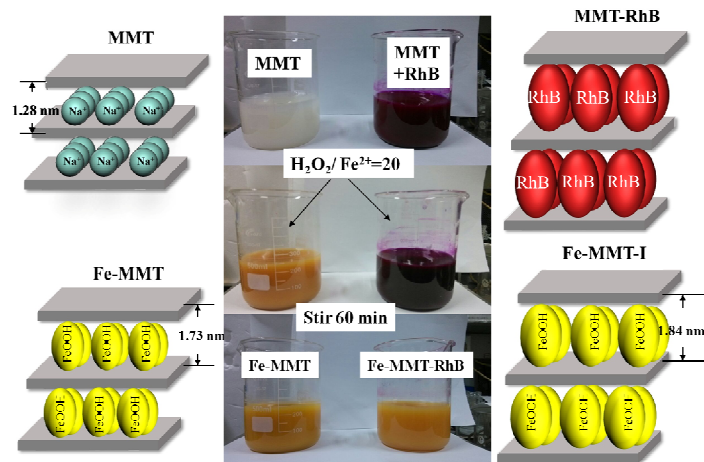 MMT
1.28 nm
Na+ Na+ Na+
Na+ Na+ Na+
MMT
MMT
+RhB
MMT-RhB
RhB RhB RhB
RhB RhB RhB
H₂O₂/ Fe²⁺=20
Fe-MMT
1.73 nm
FeOOH FeOOH FeOOH
FeOOH FeOOH FeOOH
Stir 60 min
Fe-MMT
Fe-MMT-RhB
Fe-MMT-I
1.84 nm
FeOOH FeOOH FeOOH
FeOOH FeOOH FeOOH